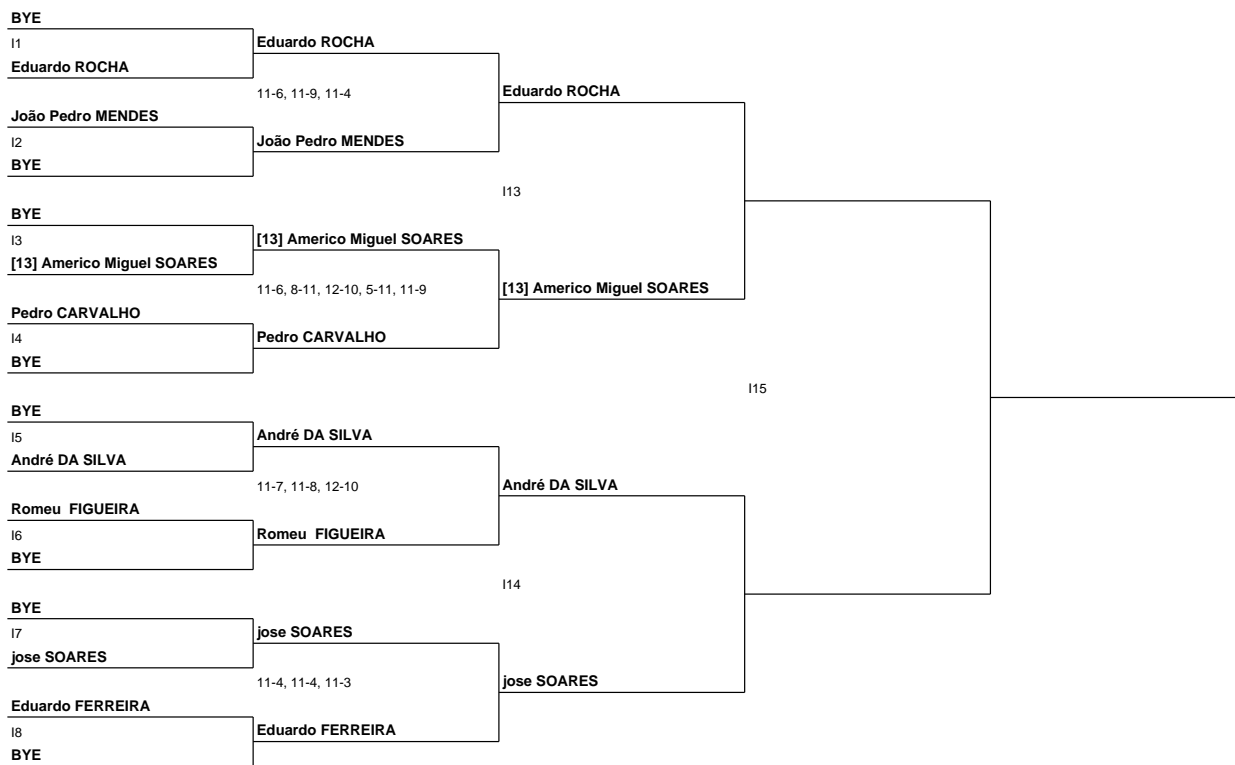 BYE
I1
Eduardo ROCHA
João Pedro MENDES
I2
BYE
BYE
I3
[13] Americo Miguel SOARES
Pedro CARVALHO
I4
BYE
BYE
I5
André DA SILVA
Romeu  FIGUEIRA
I6
BYE
BYE
I7
jose SOARES
Eduardo FERREIRA
I8
BYE
Eduardo ROCHA
11-6, 11-9, 11-4
João Pedro MENDES
[13] Americo Miguel SOARES
11-6, 8-11, 12-10, 5-11, 11-9
Pedro CARVALHO
André DA SILVA
11-7, 11-8, 12-10
Romeu  FIGUEIRA
jose SOARES
11-4, 11-4, 11-3
Eduardo FERREIRA
Eduardo ROCHA
I13
[13] Americo Miguel SOARES
André DA SILVA
I14
jose SOARES
I15